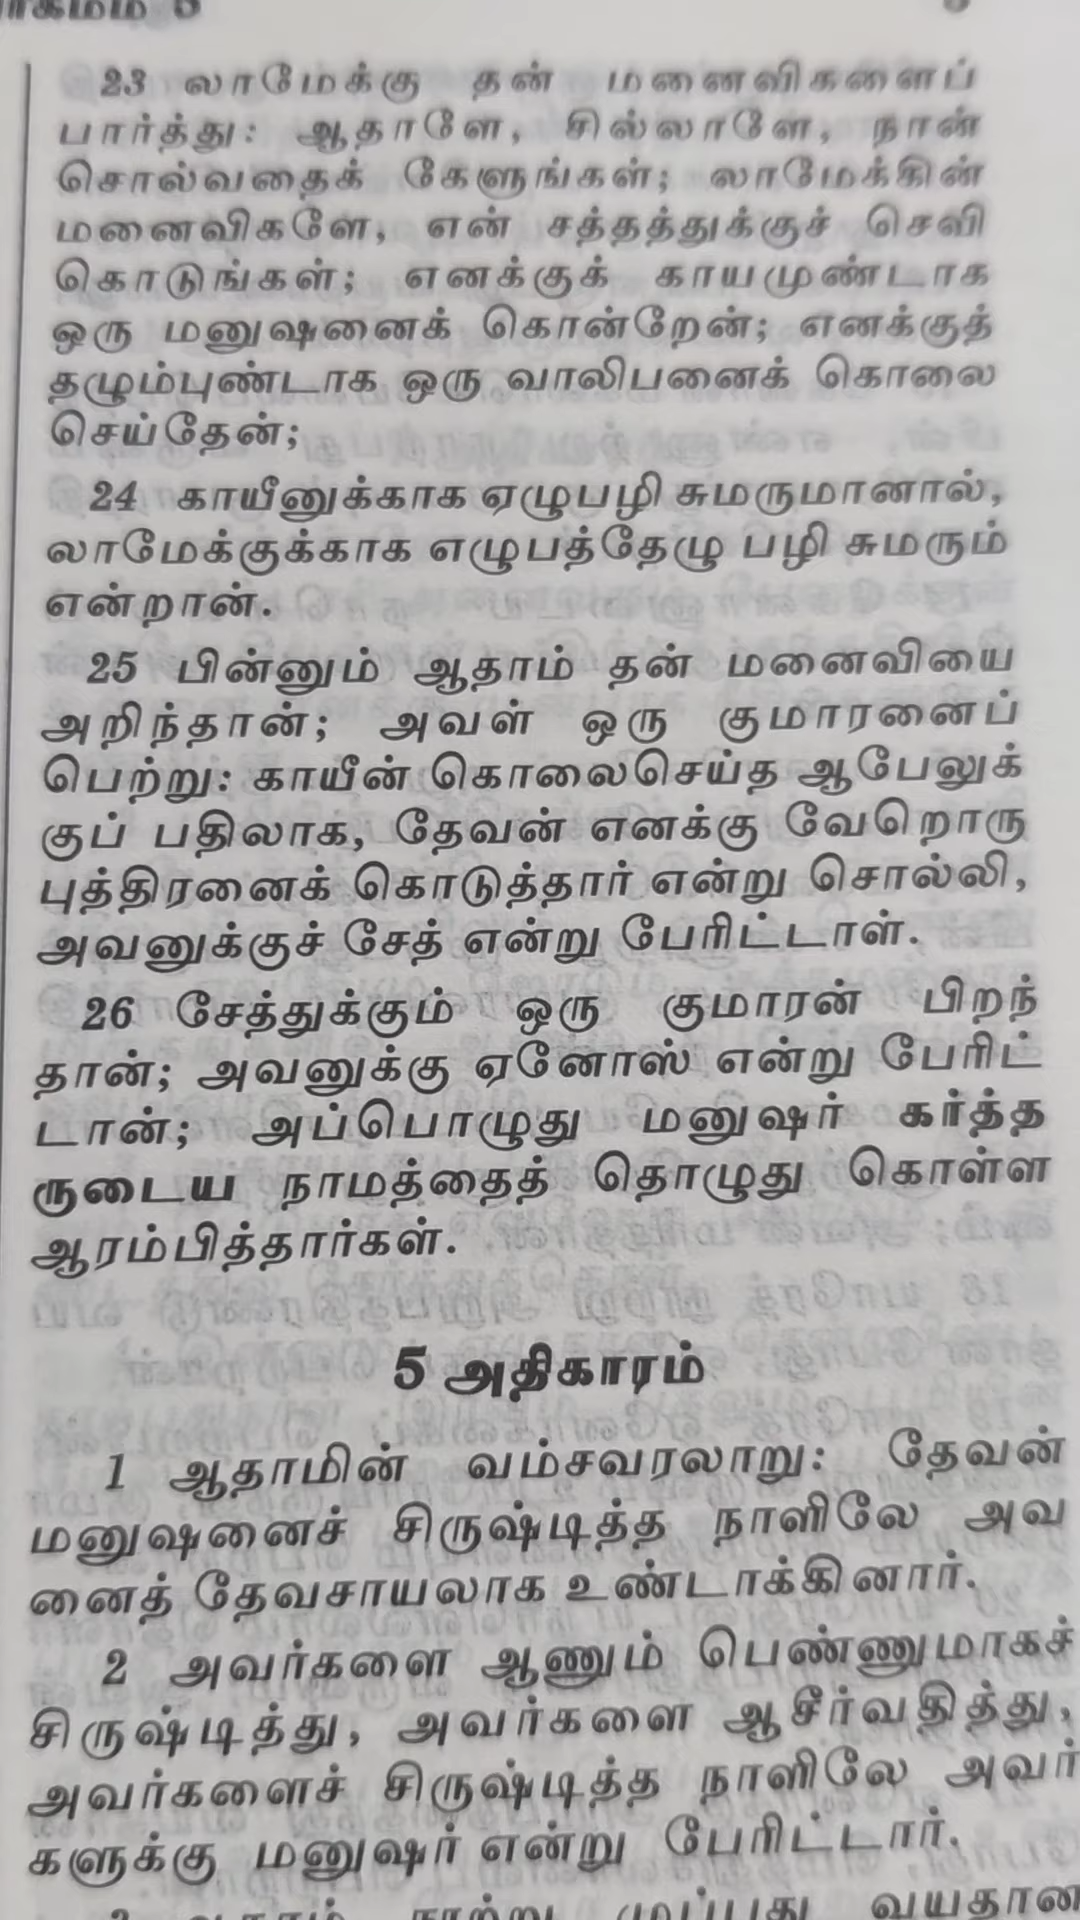 23 லாமேக்கு தன் மனைவிகளைப்
பார்த்து: ஆதாளே, சில்லாளே, நான்
சொல்வதைக் கேளுங்கள்; லாமேக்கின்
மனைவிகளே, என் சத்தத்துக்குச் செவி
கொடுங்கள்; எனக்குக் காயமுண்டாக
ஒரு மனுஷனைக் கொன்றேன்; எனக்குத்
தழும்புண்டாக ஒரு வாலிபனைக் கொலை
செய்தேன்;
24 காயீனுக்காக ஏழுபழி சுமருமானால்,
லாமேக்குக்காக எழுபத்தேழு பழி சுமரும்
என்றான்.
25 பின்னும் ஆதாம் தன் மனைவியை
அறிந்தான்; அவள் ஒரு குமாரனைப்
பெற்று: காயீன் கொலைசெய்த ஆபேலுக்
குப் பதிலாக, தேவன் எனக்கு வேறொரு
புத்திரனைக் கொடுத்தார் என்று சொல்லி,
அவனுக்குச் சேத் என்று பேரிட்டாள்.
26 சேத்துக்கும் ஒரு குமாரன் பிறந்
தான்; அவனுக்கு ஏனோஸ் என்று பேரிட்
டான்; அப்பொழுது மனுஷர் கர்த்த
ருடைய நாமத்தைத் தொழுது கொள்ள
ஆரம்பித்தார்கள்.
5 அதிகாரம்
1 ஆதாமின் வம்சவரலாறு: தேவன்
மனுஷனைச் சிருஷ்டித்த நாளிலே அவ
னைத் தேவசாயலாக உண்டாக்கினார்.
2 அவர்களை ஆணும் பெண்ணுமாகச்
சிருஷ்டித்து, அவர்களை ஆசீர்வதித்து,
அவர்களைச் சிருஷ்டித்த நாளிலே அவர்
களுக்கு மனுஷர் என்று பேரிட்டார்.
வயதான